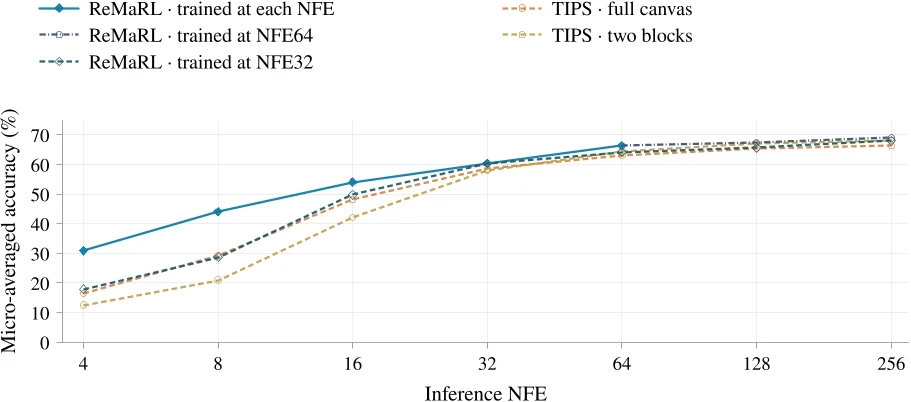 ReMaRL · trained at each NFE
ReMaRL · trained at NFE64
ReMaRL · trained at NFE32
TIPS · full canvas
TIPS · two blocks
Micro-averaged accuracy (%)
70
60
50
40
30
20
10
0
4 8 16 32 64 128 256
Inference NFE